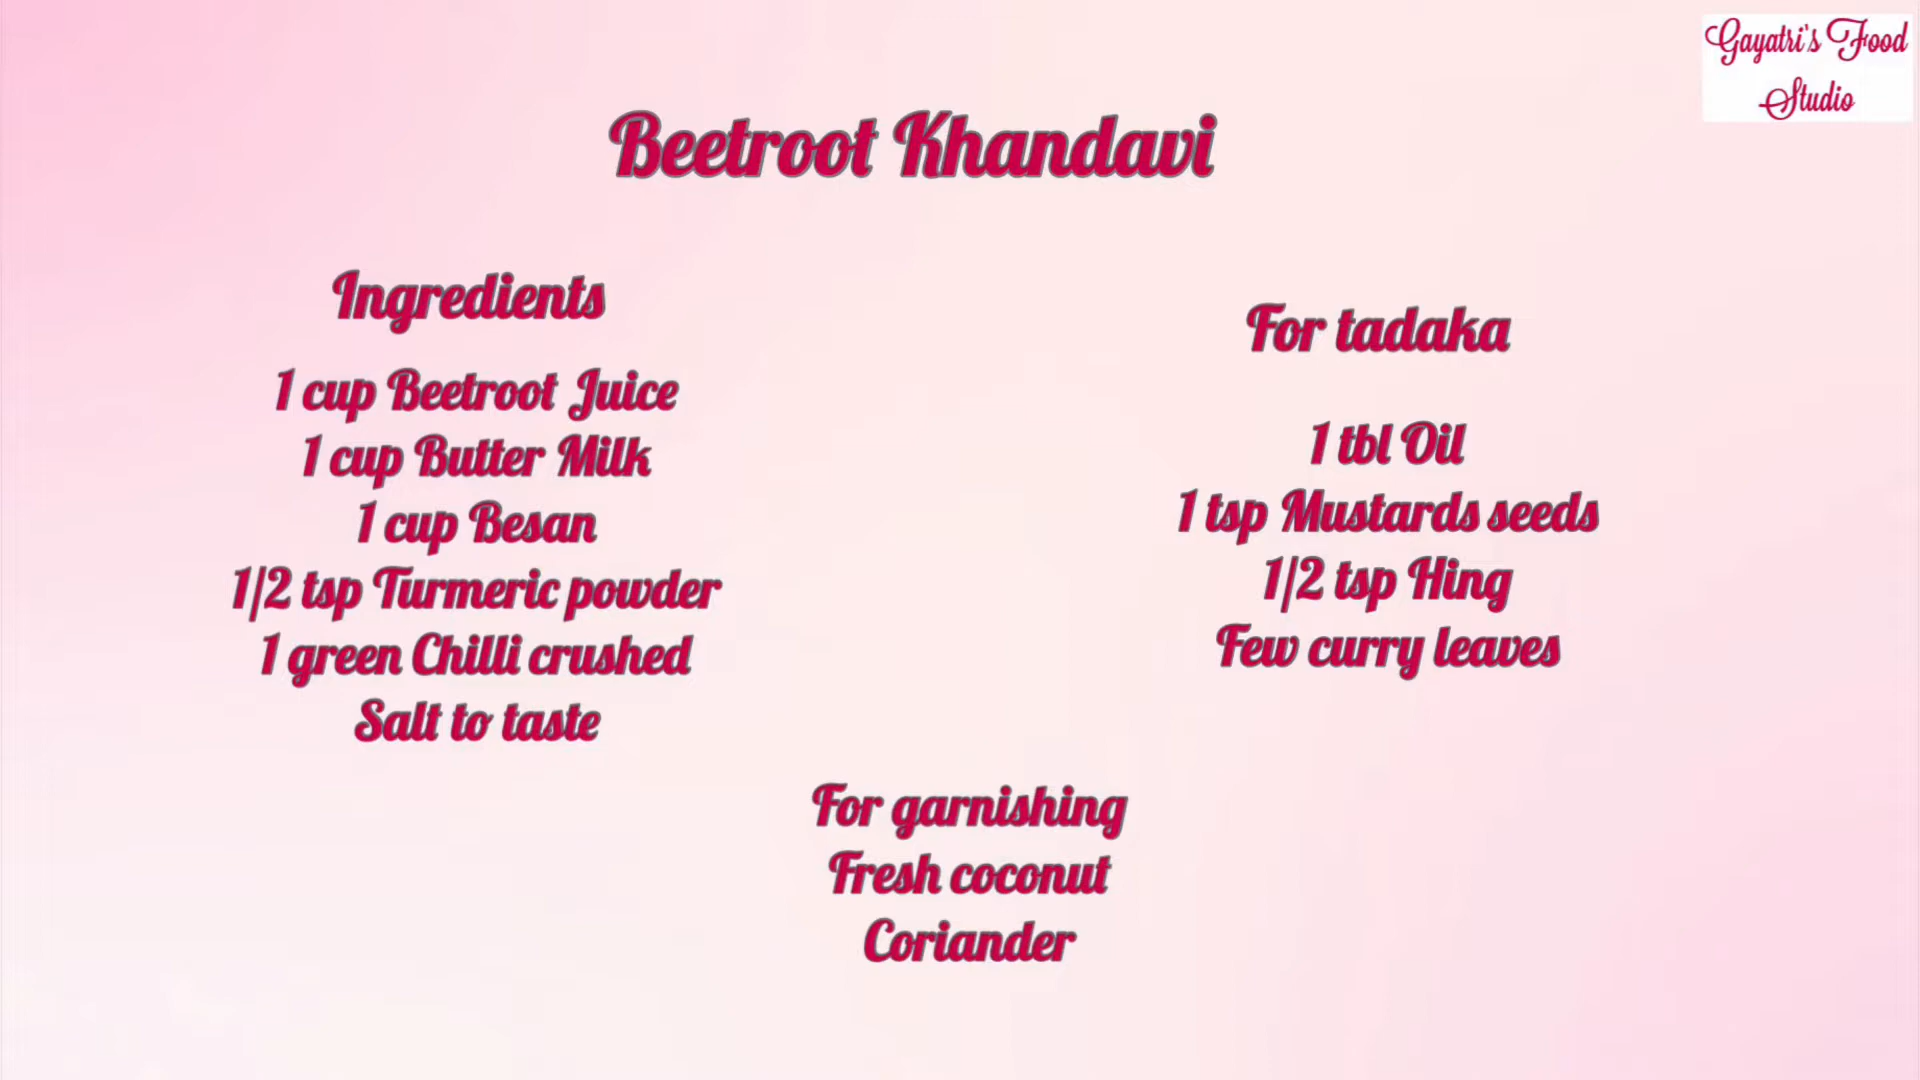 Gayatri's Food
Studio
Beetroot Khandavi
Ingredients
1 cup Beetroot Juice
1 cup Butter Milk
1 cup Besan
1/2 tsp Turmeric powder
1 green Chilli crushed
Salt to taste
For tadaka
1 tbl Oil
1 tsp Mustards seeds
1/2 tsp Hing
Few curry leaves
For garnishing
Fresh coconut
Coriander